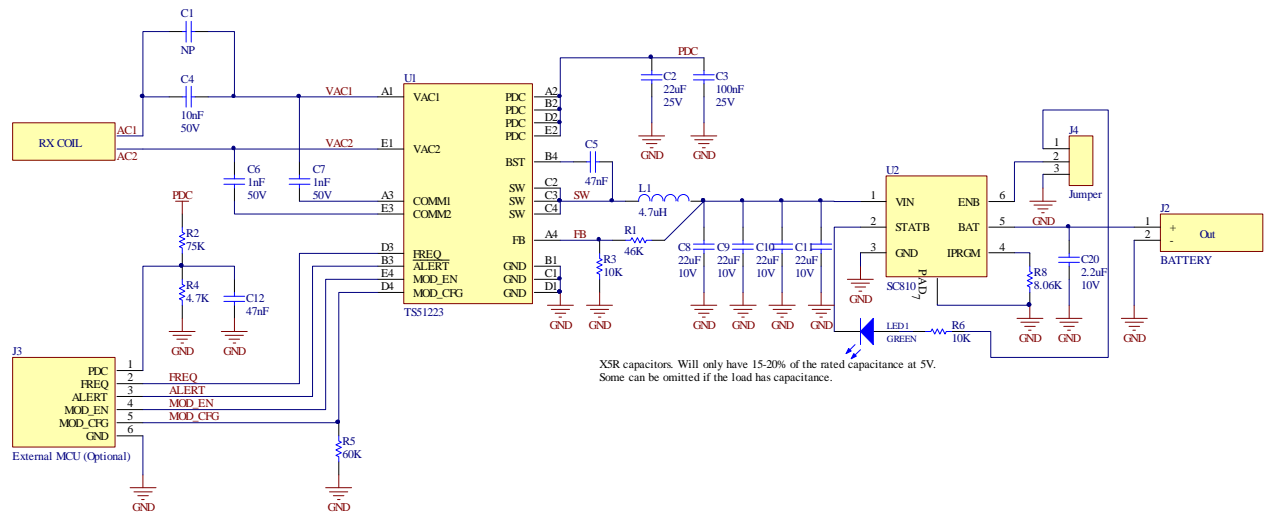 C1
NP
C4
10nF
50V
RX COIL
AC1
AC2
VAC1
VAC2
C6
1nF
50V
C7
1nF
50V
PDC
R2
75K
R4
4.7K
C12
47nF
GND
GND
U1
A1
E1
A3
E3
D3
B3
E4
D4
VAC1
VAC2
COMM1
COMM2
FREQ
ALERT
MOD_EN
MOD_CFG
PDC
PDC
PDC
PDC
BST
SW
SW
SW
FB
GND
GND
GND
A2
B2
D2
E2
B4
C2
C3
C4
A4
B1
C1
D1
TS51223
GND
PDC
C2
22uF
25V
C3
100nF
25V
GND
GND
C5
47nF
SW
L1
4.7uH
FB
R1
46K
R3
10K
GND
C8
22uF
10V
C9
22uF
10V
C10
22uF
10V
C11
22uF
10V
GND
GND
GND
GND
U2
1
2
3
VIN
STATB
GND
ENB
BAT
IPRGM
PAD
7
6
5
4
SC810
GND
J4
1
2
3
Jumper
GND
R8
8.06K
GND
C20
2.2uF
10V
GND
J2
1
2
+
-
Out
BATTERY
GND
LED1
GREEN
R6
10K
X5R capacitors. Will only have 15-20% of the rated capacitance at 5V.
Some can be omitted if the load has capacitance.
J3
PDC
FREQ
ALERT
MOD_EN
MOD_CFG
GND
1
2
3
4
5
6
FREQ
ALERT
MOD_EN
MOD_CFG
External MCU (Optional)
GND
R5
60K
GND